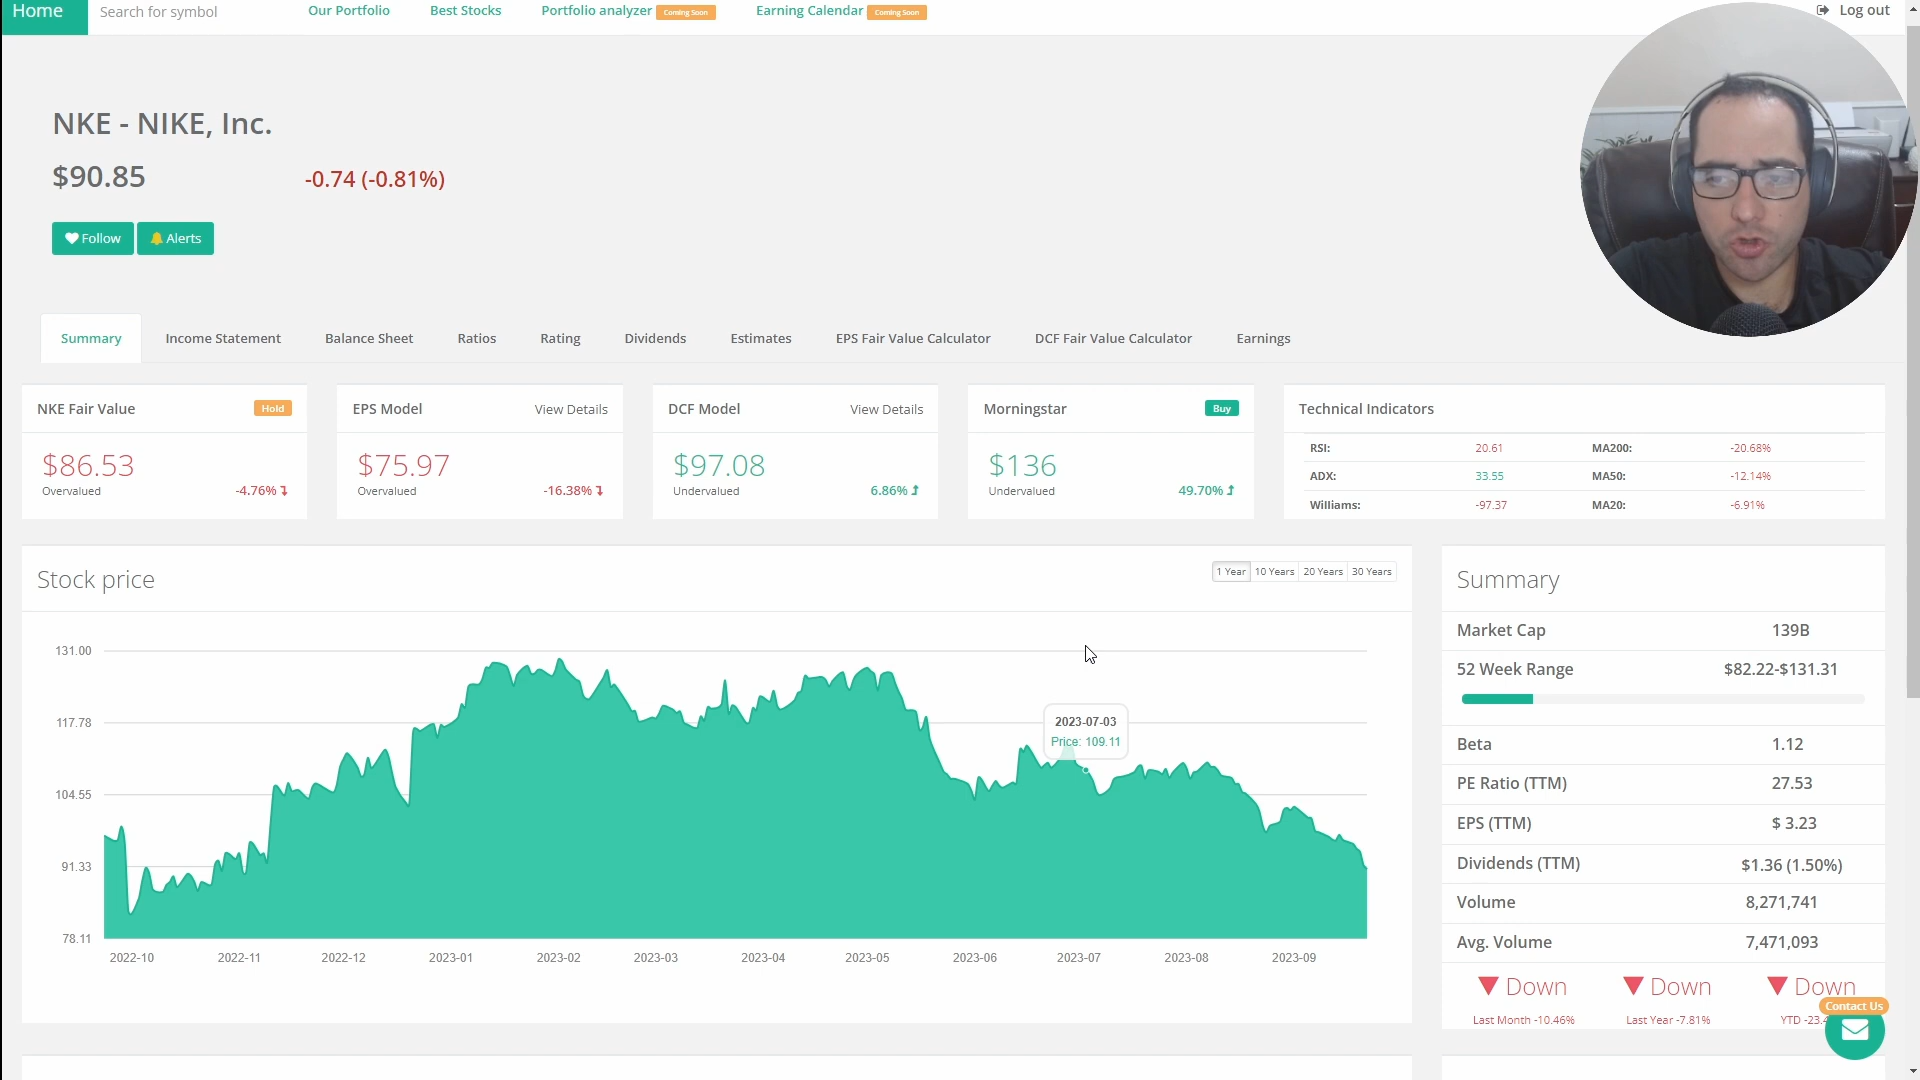 Home
Search for symbol
Our Portfolio
Best Stocks
Portfolio analyzer Coming Soon
Earning Calendar Coming Soon
Log out
NKE - NIKE, Inc.
$90.85
-0.74 (-0.81%)
Follow
Alerts
Summary
Income Statement
Balance Sheet
Ratios
Rating
Dividends
Estimates
EPS Fair Value Calculator
DCF Fair Value Calculator
Earnings
NKE Fair Value
Hold
$86.53
Overvalued
-4.76%
EPS Model
View Details
$75.97
Overvalued
-16.38%
DCF Model
View Details
$97.08
Undervalued
6.86%
Morningstar
Buy
$136
Undervalued
49.70%
Technical Indicators
RSI: 20.61 MA200: -20.68%
ADX: 33.55 MA50: -12.14%
Williams: -97.37 MA20: -6.91%
Stock price
1 Year 10 Years 20 Years 30 Years
131.00
117.78
104.55
91.33
78.11
2023-07-03
Price: 109.11
2022-10 2022-11 2022-12 2023-01 2023-02 2023-03 2023-04 2023-05 2023-06 2023-07 2023-08 2023-09
Summary
Market Cap 139B
52 Week Range $82.22-$131.31
Beta 1.12
PE Ratio (TTM) 27.53
EPS (TTM) $ 3.23
Dividends (TTM) $1.36 (1.50%)
Volume 8,271,741
Avg. Volume 7,471,093
Down Down Down
Last Month -10.46% Last Year -7.81% YTD
Contact Us